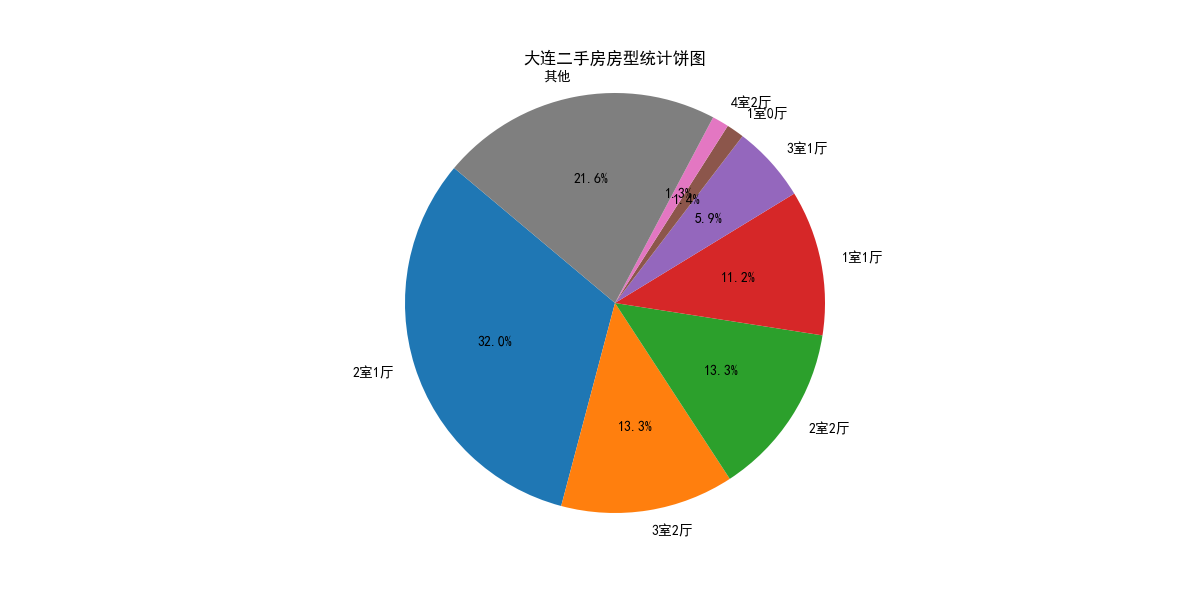 大连二手房房型统计饼图
其他
4室2厅
1室0厅
3室1厅
21.6%
1.3%
1.4%
5.9%
1室1厅
11.2%
32.0%
13.3%
2室1厅
13.3%
2室2厅
3室2厅